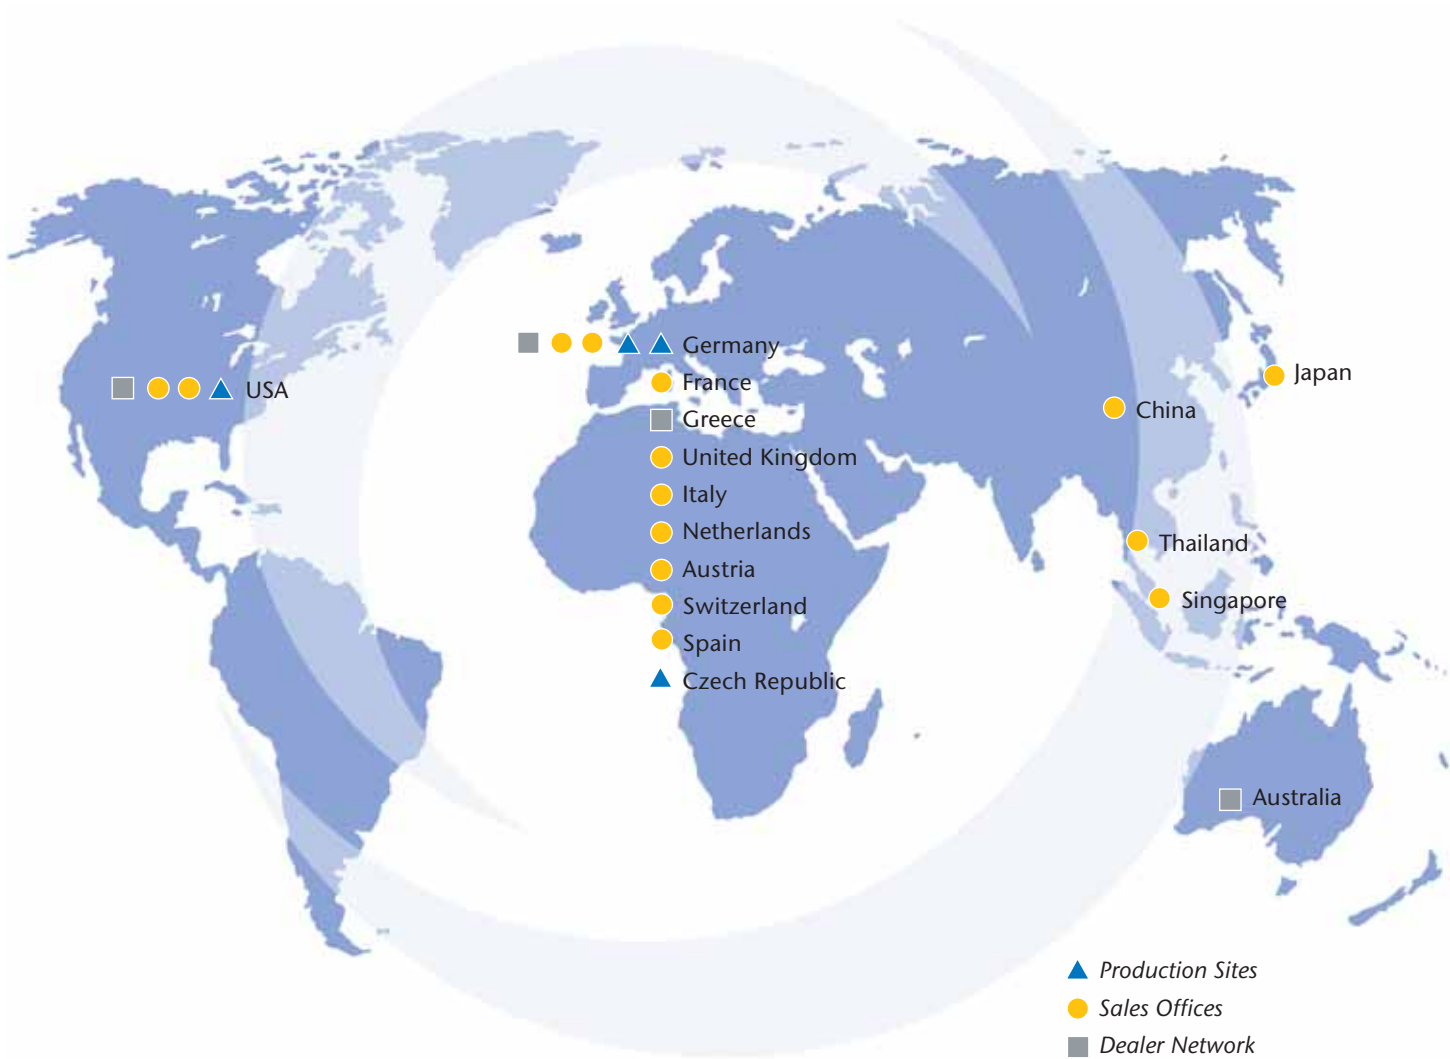 Germany
France
Greece
United Kingdom
Italy
Netherlands
Austria
Switzerland
Spain
Czech Republic
USA
Japan
China
Thailand
Singapore
Australia
Production Sites
Sales Offices
Dealer Network